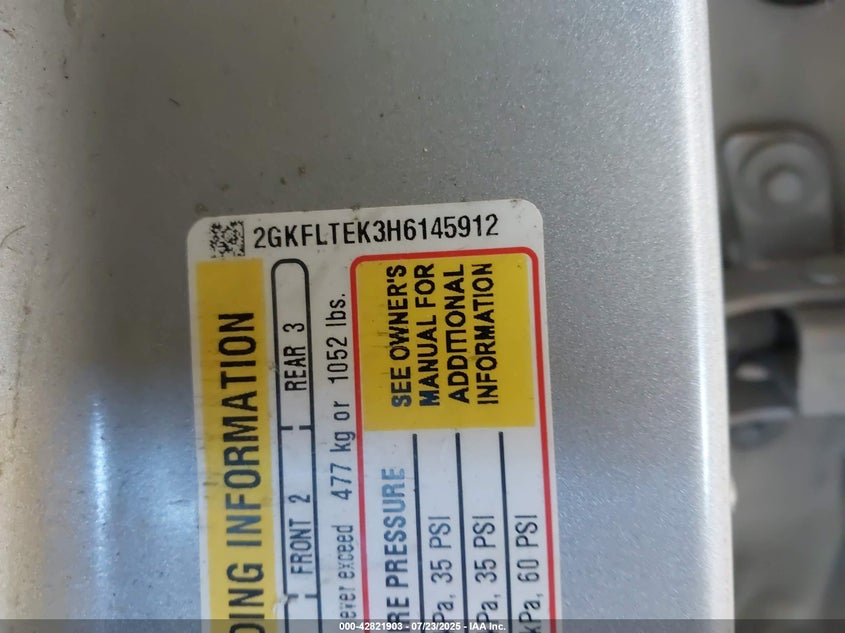 2GKFLTEK3H6145912
DING INFORMATION
FRONT 2
REAR 3
ever exceed 477 kg or 1052 lbs.
SEE OWNER'S
MANUAL FOR
ADDITIONAL
INFORMATION
RE PRESSURE
Pa, 35 PSI
Pa, 35 PSI
kPa, 60 PSI
000-42821903 - 07/23/2025 - IAA Inc.